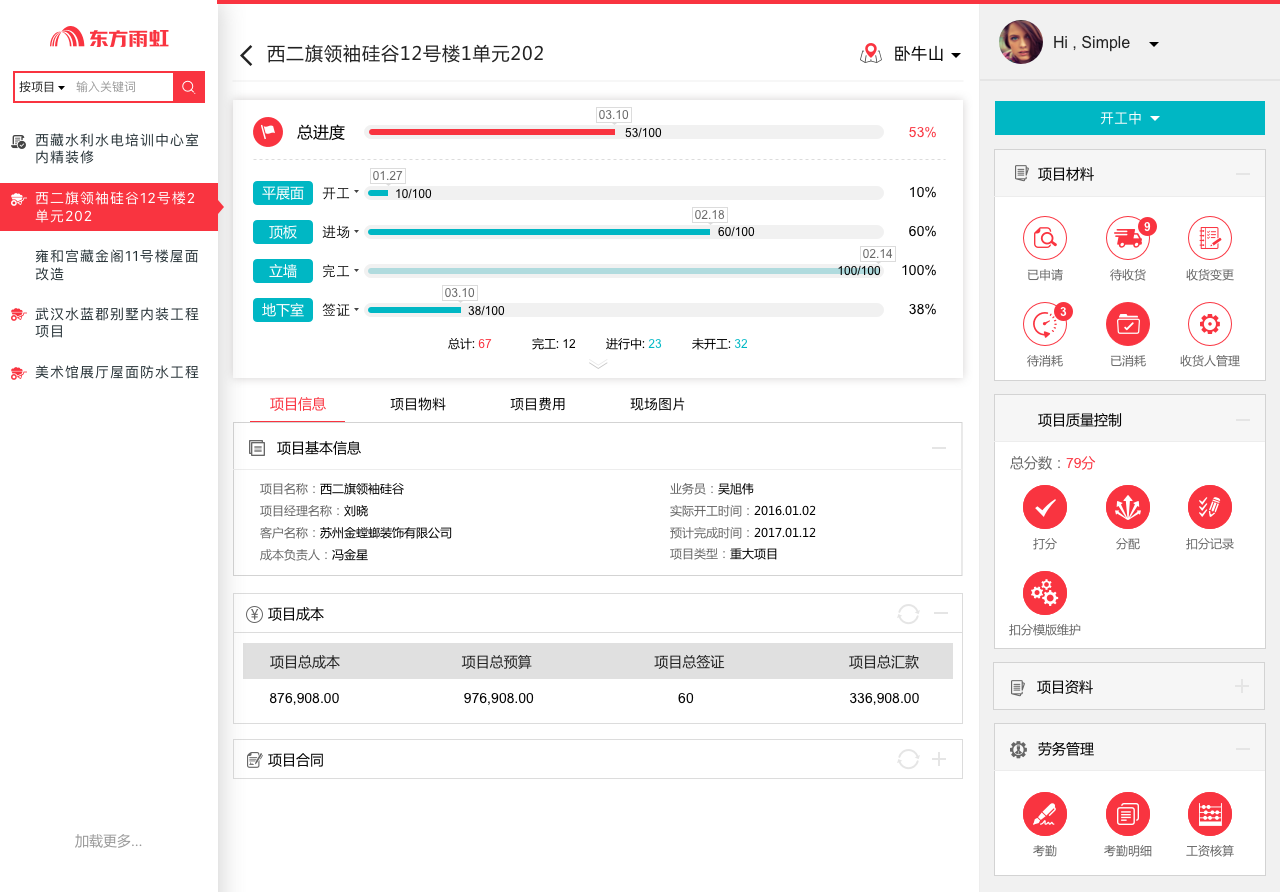 东方雨虹
按项目 输入关键词
西藏水利水电培训中心室
内精装修
西二旗领袖硅谷12号楼2
单元202
雍和宫藏金阁11号楼屋面
改造
武汉水蓝郡别墅内装工程
项目
美术馆展厅屋面防水工程
加载更多...
西二旗领袖硅谷12号楼1单元202
卧牛山
03.10
总进度 53/100 53%
01.27
平展面 开工 10/100 10%
02.18
顶板 进场 60/100 60%
02.14
立墙 完工 100/100 100%
03.10
地下室 签证 38/100 38%
总计: 67 完工: 12 进行中: 23 未开工: 32
项目信息 项目物料 项目费用 现场图片
项目基本信息
项目名称：西二旗领袖硅谷 业务员：吴旭伟
项目经理名称：刘晓 实际开工时间：2016.01.02
客户名称：苏州金螳螂装饰有限公司 预计完成时间：2017.01.12
成本负责人：冯金星 项目类型：重大项目
项目成本
项目总成本 项目总预算 项目总签证 项目总汇款
876,908.00 976,908.00 60 336,908.00
项目合同
Hi , Simple
开工中
项目材料
9
已申请 待收货 收货变更
3
待消耗 已消耗 收货人管理
项目质量控制
总分数：79分
打分 分配 扣分记录
扣分模版维护
项目资料
劳务管理
考勤 考勤明细 工资核算